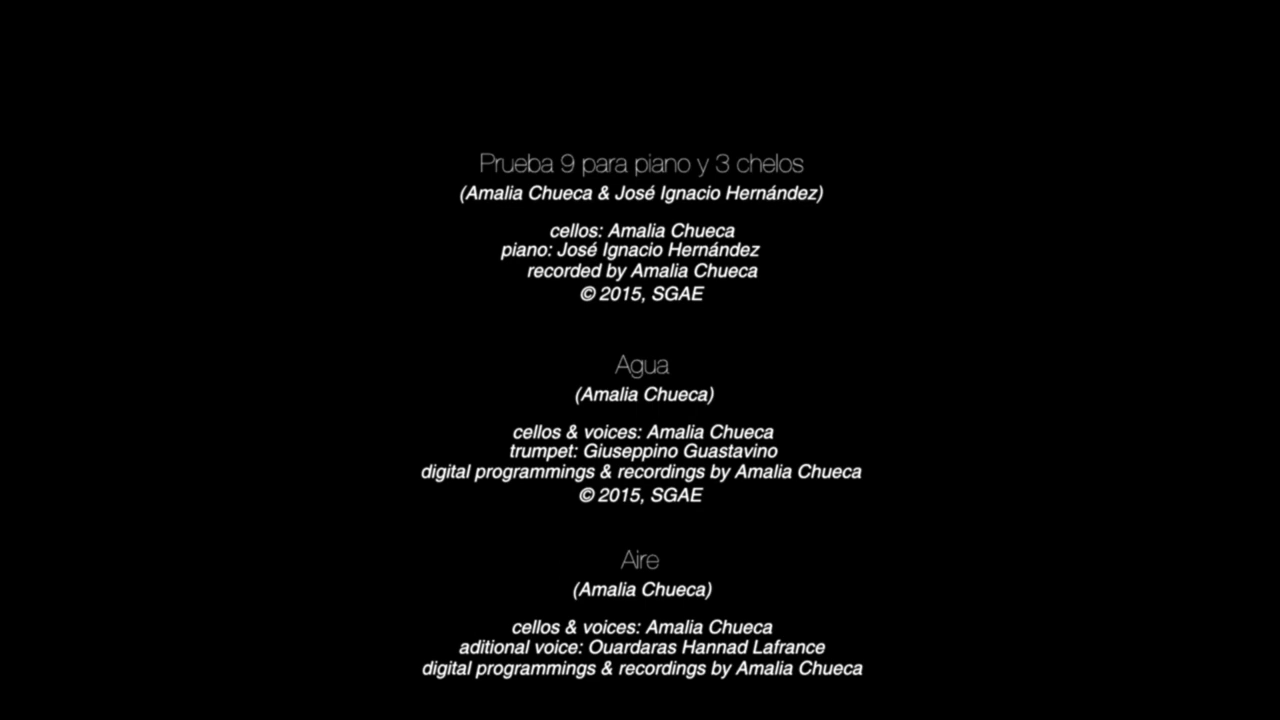 Prueba 9 para piano y 3 chelos
(Amalia Chueca & José Ignacio Hernández)
cellos: Amalia Chueca
piano: José Ignacio Hernández
recorded by Amalia Chueca
© 2015, SGAE
Agua
(Amalia Chueca)
cellos & voices: Amalia Chueca
trumpet: Giuseppino Guastavino
digital programmings & recordings by Amalia Chueca
© 2015, SGAE
Aire
(Amalia Chueca)
cellos & voices: Amalia Chueca
aditional voice: Ouardaras Hannad Lafrance
digital programmings & recordings by Amalia Chueca